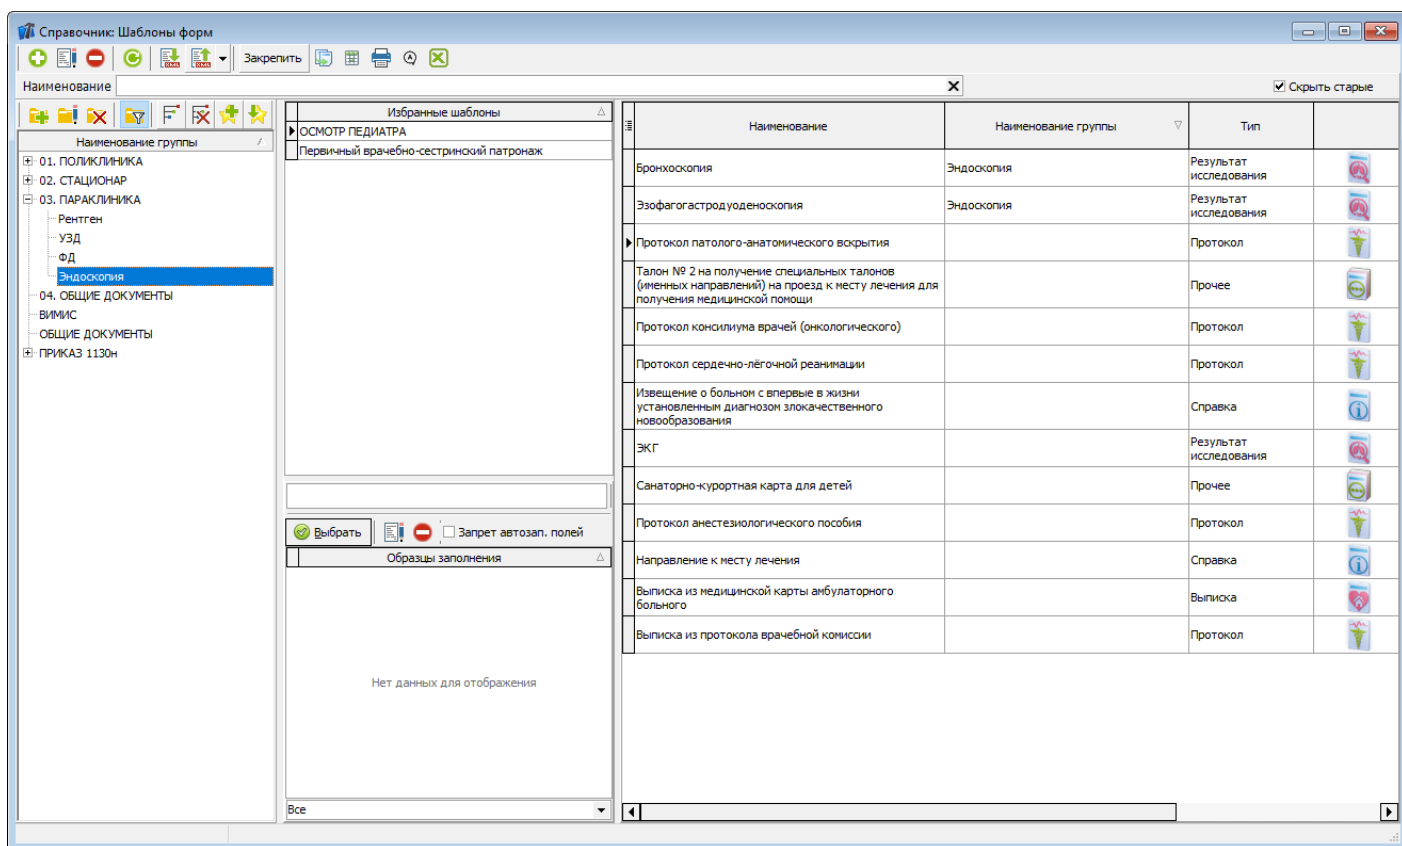 Справочник: Шаблоны форм
XML
XML
Закрепить
Наименование
Скрыть старые
Наименование группы
01. ПОЛИКЛИНИКА
02. СТАЦИОНАР
03. ПАРАКЛИНИКА
Рентген
УЗД
ФД
Эндоскопия
04. ОБЩИЕ ДОКУМЕНТЫ
ВИМИС
ОБЩИЕ ДОКУМЕНТЫ
ПРИКАЗ 1130н
Избранные шаблоны
ОСМОТР ПЕДИАТРА
Первичный врачебно-сестринский патронаж
Выбрать
Запрет автозап. полей
Образцы заполнения
Нет данных для отображения
Все
Наименование
Наименование группы
Тип
Бронхоскопия
Эндоскопия
Результат
исследования
Эзофагогастродуоденоскопия
Эндоскопия
Результат
исследования
Протокол патолого-анатомического вскрытия
Протокол
Талон № 2 на получение специальных талонов
(именных направлений) на проезд к месту лечения для
получения медицинской помощи
Прочее
Протокол консилиума врачей (онкологического)
Протокол
Протокол сердечно-лёгочной реанимации
Протокол
Извещение о больном с впервые в жизни
установленным диагнозом злокачественного
новообразования
Справка
ЭКГ
Результат
исследования
Санаторно-курортная карта для детей
Прочее
Протокол анестезиологического пособия
Протокол
Направление к месту лечения
Справка
Выписка из медицинской карты амбулаторного
больного
Выписка
Выписка из протокола врачебной комиссии
Протокол